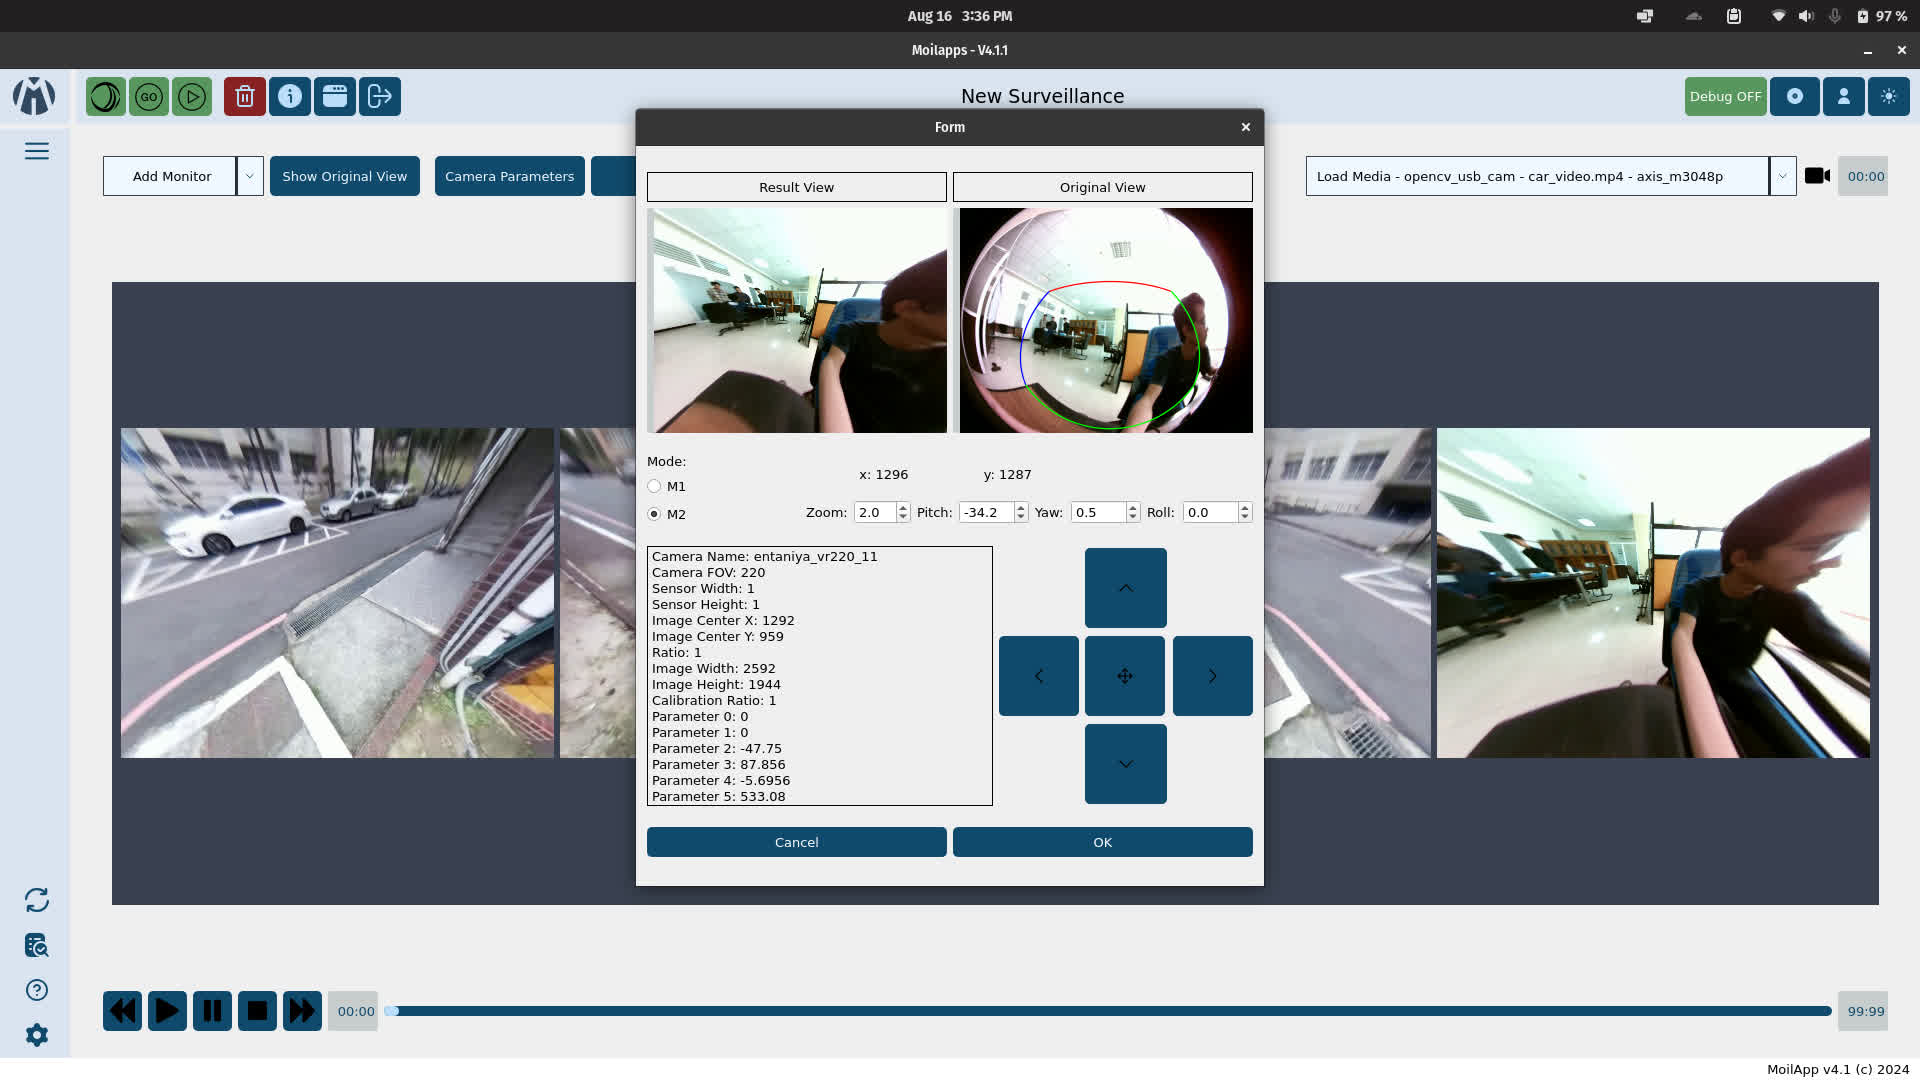 Aug 16 3:36 PM
97 %
Moilapps - V4.1.1
GO
New Surveillance
Debug OFF
Form
Add Monitor
Show Original View
Camera Parameters
Load Media - opencv_usb_cam - car_video.mp4 - axis_m3048p
00:00
Result View
Original View
Mode:
x: 1296
y: 1287
M1
M2
Zoom: 2.0 Pitch: -34.2 Yaw: 0.5 Roll: 0.0
Camera Name: entaniya_vr220_11
Camera FOV: 220
Sensor Width: 1
Sensor Height: 1
Image Center X: 1292
Image Center Y: 959
Ratio: 1
Image Width: 2592
Image Height: 1944
Calibration Ratio: 1
Parameter 0: 0
Parameter 1: 0
Parameter 2: -47.75
Parameter 3: 87.856
Parameter 4: -5.6956
Parameter 5: 533.08
Cancel
OK
00:00
99:99
MoilApp v4.1 (c) 2024